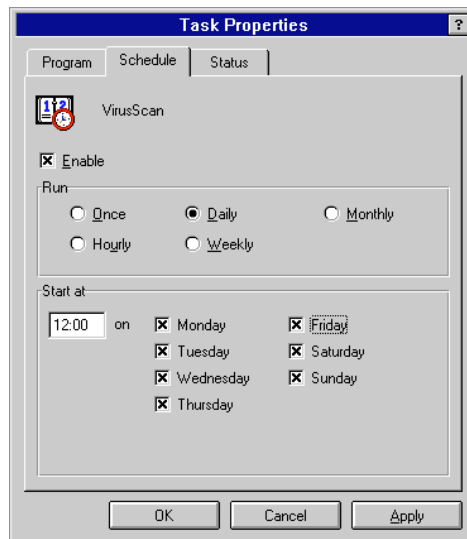 Task Properties ?
Program Schedule Status
12
VirusScan
Enable
Run
Once Daily Monthly
Hourly Weekly
Start at
12:00 on Monday Friday
Tuesday Saturday
Wednesday Sunday
Thursday
OK Cancel Apply